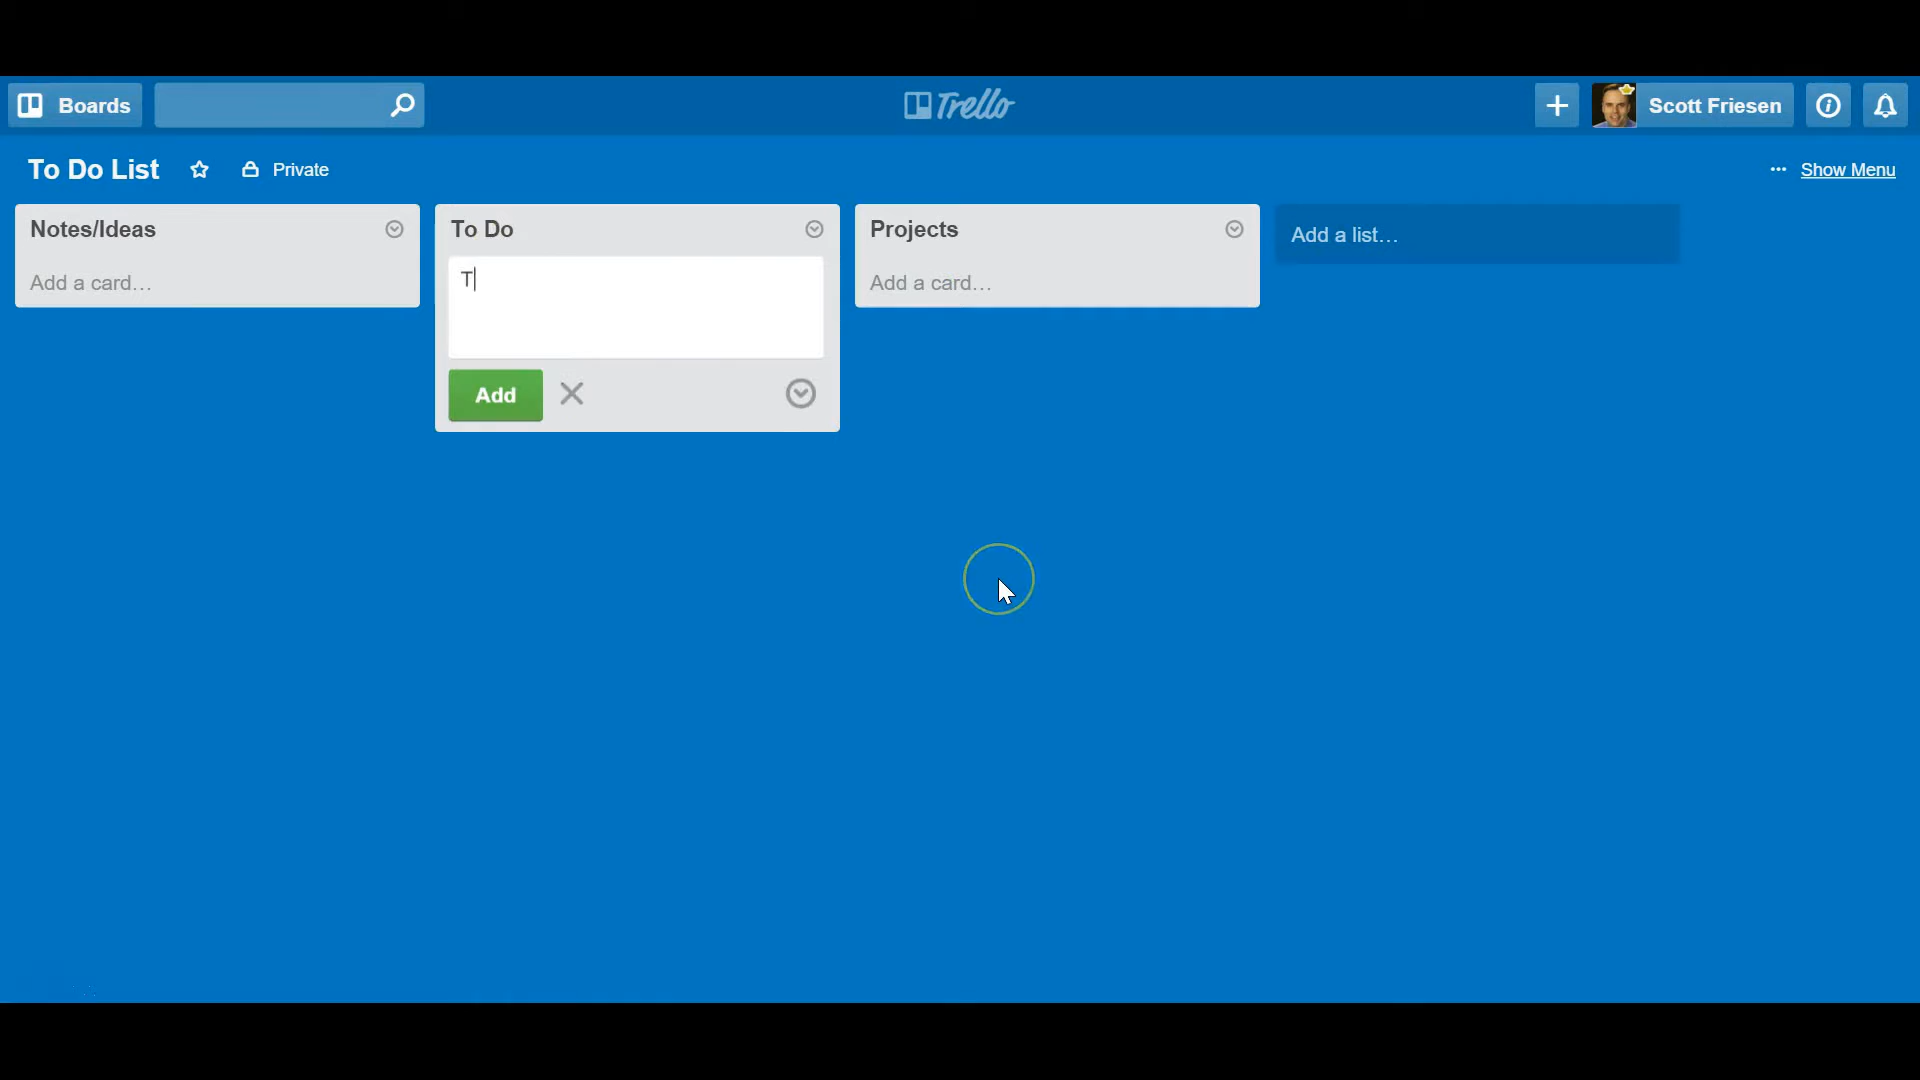 Boards
Trello
Scott Friesen
To Do List
Private
... Show Menu
Notes/Ideas
Add a card…
To Do
T
Add
Projects
Add a card…
Add a list…